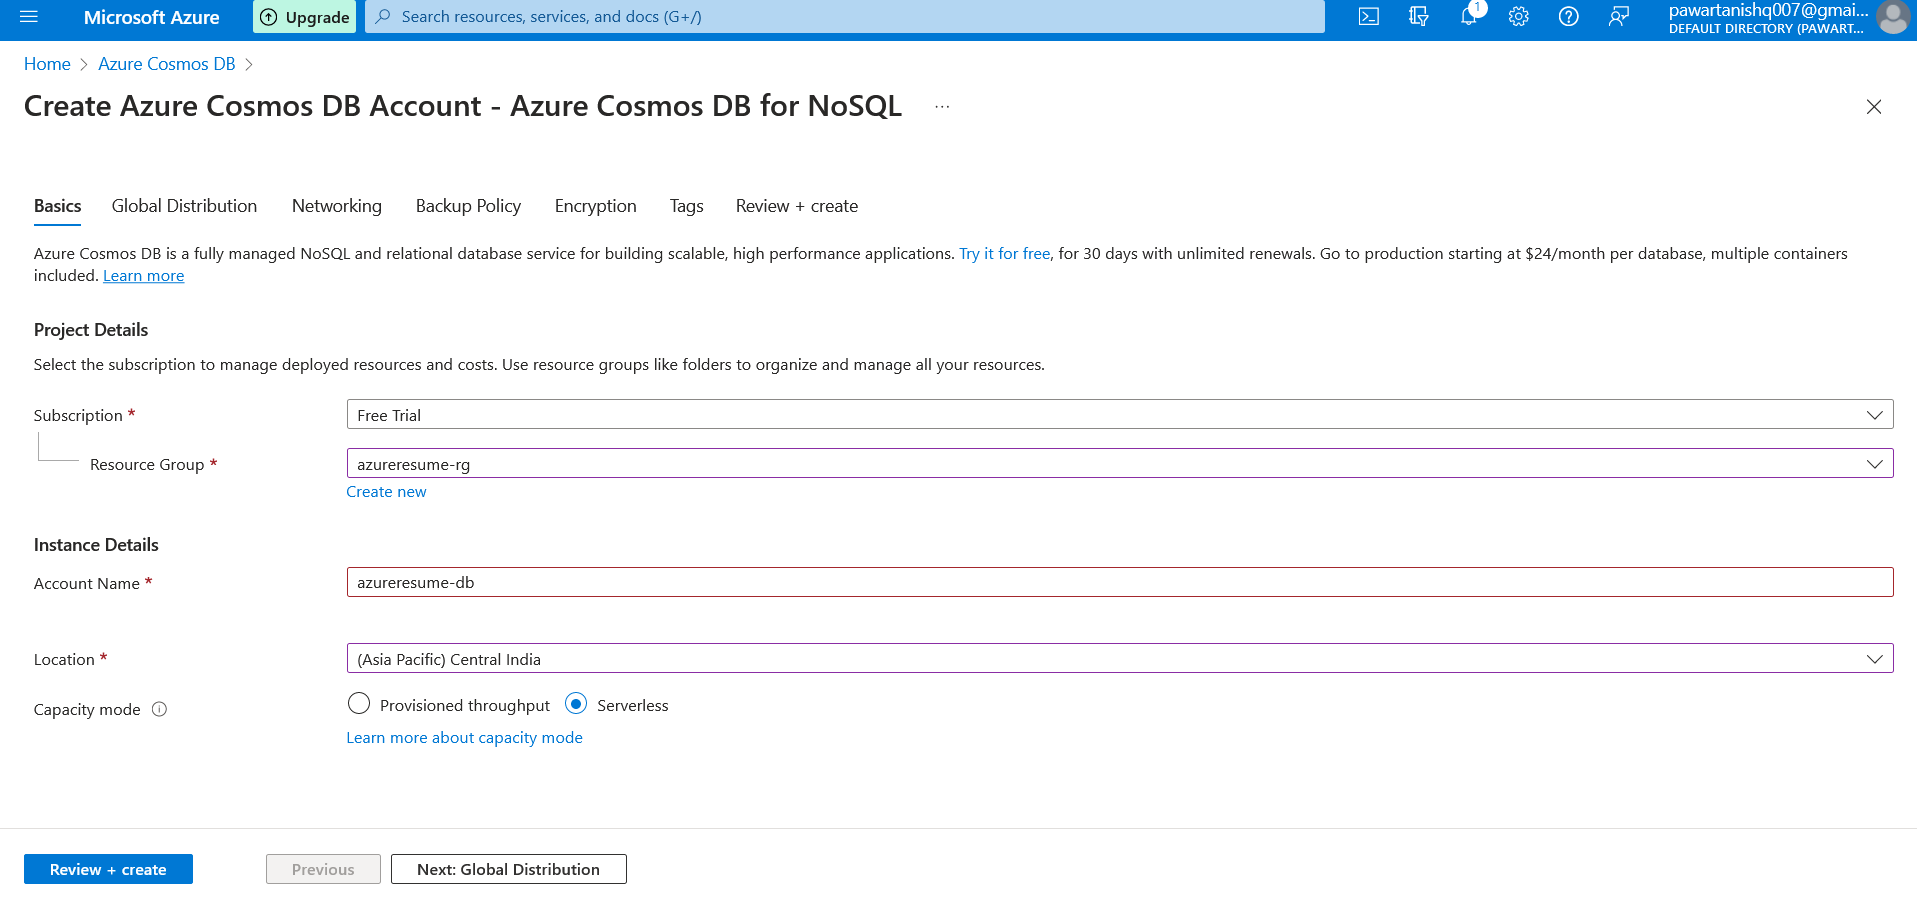 Microsoft Azure
Upgrade
Search resources, services, and docs (G+/)
1
pawartanishq007@gmai...
DEFAULT DIRECTORY (PAWART...
Home > Azure Cosmos DB >
Create Azure Cosmos DB Account - Azure Cosmos DB for NoSQL ...
Basics Global Distribution Networking Backup Policy Encryption Tags Review + create
Azure Cosmos DB is a fully managed NoSQL and relational database service for building scalable, high performance applications. Try it for free, for 30 days with unlimited renewals. Go to production starting at $24/month per database, multiple containers
included. Learn more
Project Details
Select the subscription to manage deployed resources and costs. Use resource groups like folders to organize and manage all your resources.
Subscription * Free Trial
Resource Group * azureresume-rg
Create new
Instance Details
Account Name * azureresume-db
Location * (Asia Pacific) Central India
Capacity mode Provisioned throughput Serverless
Learn more about capacity mode
Review + create Previous Next: Global Distribution